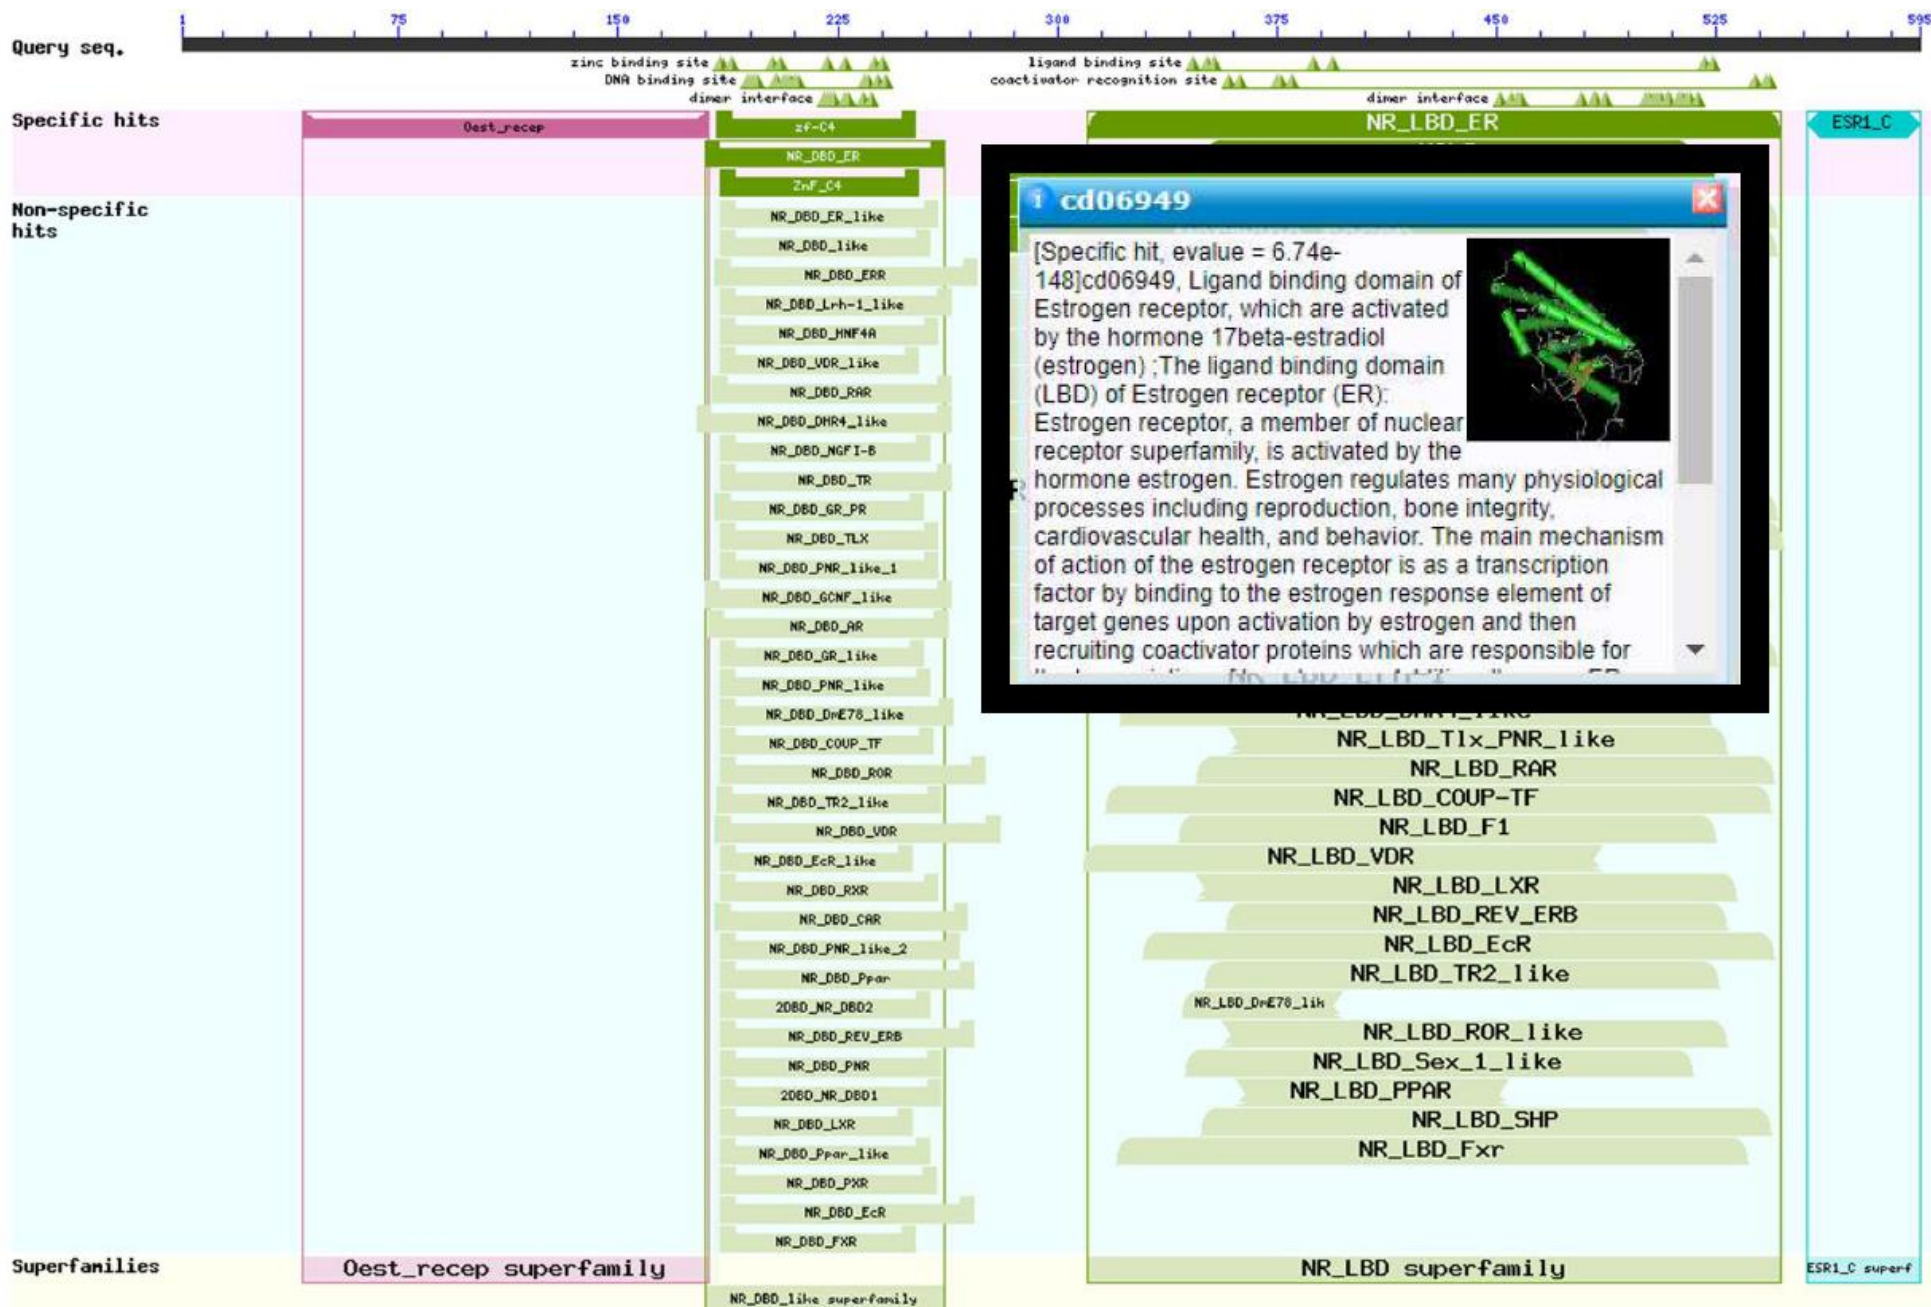 1 75 150 225 300 375 450 525 595
Query seq.
zinc binding site
ligand binding site
DNA binding site
coactivator recognition site
dimer interface
dimer interface
Specific hits
Oest_recep
zf-C4
NR_LBD_ER
ESR1_C
NR_DBD_ER
ZnF_C4
Non-specific
hits
NR_DBD_ER_like
NR_DBD_like
NR_DBD_ERR
NR_DBD_Lrh-1_like
NR_DBD_HNF4A
NR_DBD_VDR_like
NR_DBD_RAR
NR_DBD_DHR4_like
NR_DBD_NGFI-B
NR_DBD_TR
NR_DBD_GR_PR
NR_DBD_TLX
NR_DBD_PNR_like_1
NR_DBD_GCNF_like
NR_DBD_AR
NR_DBD_GR_like
NR_DBD_PNR_like
NR_DBD_DmE78_like
NR_DBD_COUP_TF
NR_DBD_ROR
NR_DBD_TR2_like
NR_DBD_VDR
NR_DBD_EcR_like
NR_DBD_RXR
NR_DBD_CAR
NR_DBD_PNR_like_2
NR_DBD_Ppar
2DBD_NR_DBD2
NR_DBD_REV_ERB
NR_DBD_PNR
2DBD_NR_DBD1
NR_DBD_LXR
NR_DBD_Ppar_like
NR_DBD_PXR
NR_DBD_EcR
NR_DBD_FXR
cd06949
[Specific hit, evalue = 6.74e-
148]cd06949, Ligand binding domain of
Estrogen receptor, which are activated
by the hormone 17beta-estradiol
(estrogen) ;The ligand binding domain
(LBD) of Estrogen receptor (ER):
Estrogen receptor, a member of nuclear
receptor superfamily, is activated by the
hormone estrogen. Estrogen regulates many physiological
processes including reproduction, bone integrity,
cardiovascular health, and behavior. The main mechanism
of action of the estrogen receptor is as a transcription
factor by binding to the estrogen response element of
target genes upon activation by estrogen and then
recruiting coactivator proteins which are responsible for
NR_LBD_DHR4_like
NR_LBD_Tlx_PNR_like
NR_LBD_RAR
NR_LBD_COUP-TF
NR_LBD_F1
NR_LBD_VDR
NR_LBD_LXR
NR_LBD_REV_ERB
NR_LBD_EcR
NR_LBD_TR2_like
NR_LBD_DmE78_lik
NR_LBD_ROR_like
NR_LBD_Sex_1_like
NR_LBD_PPAR
NR_LBD_SHP
NR_LBD_Fxr
Superfamilies
Oest_recep superfamily
NR_LBD superfamily
ESR1_C superf
NR_DBD_like superfamily